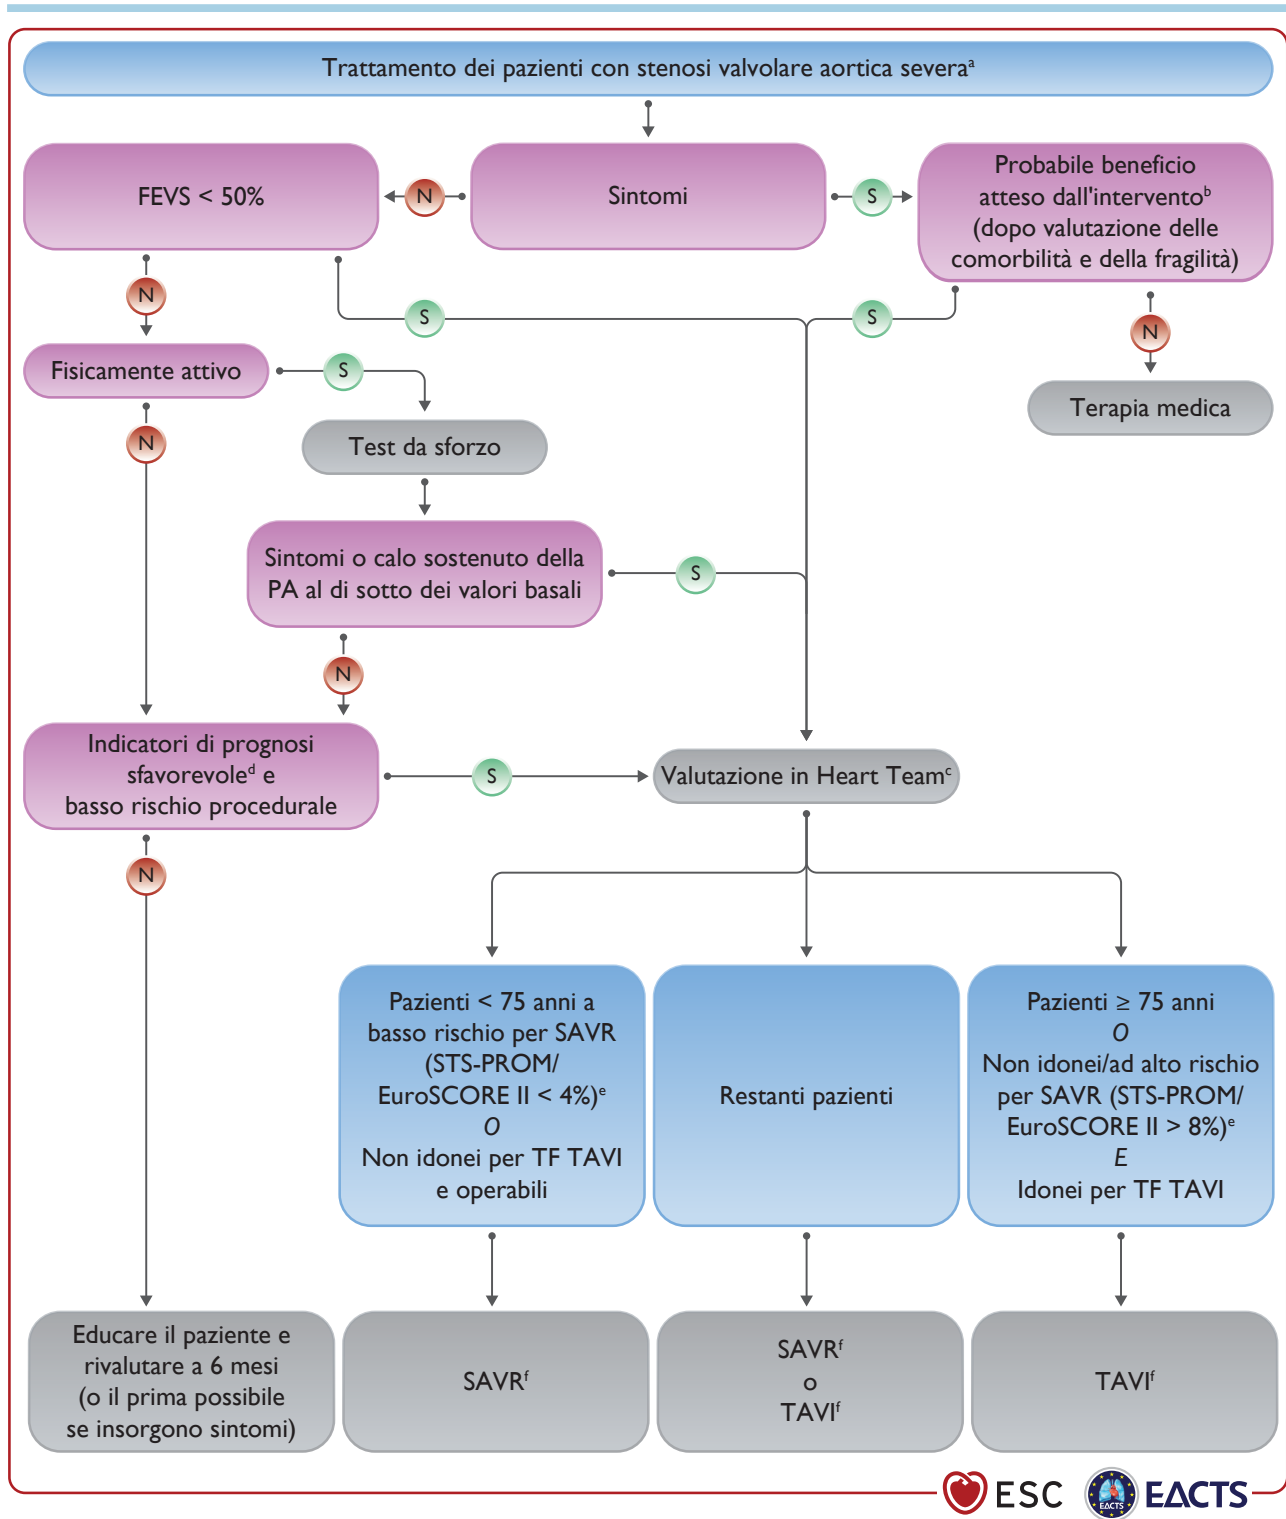 Trattamento dei pazienti con stenosi valvolare aortica severaᵃ
FEVS < 50%
N
Sintomi
S
Probabile beneficio
atteso dall'interventoᵇ
(dopo valutazione delle
comorbilità e della fragilità)
N
S
S
N
Fisicamente attivo
S
Terapia medica
N
Test da sforzo
Sintomi o calo sostenuto della
PA al di sotto dei valori basali
S
N
Indicatori di prognosi
sfavorevoleᵈ e
basso rischio procedurale
S
Valutazione in Heart Teamᶜ
N
Pazienti < 75 anni a
basso rischio per SAVR
(STS-PROM/
EuroSCORE II < 4%)ᵉ
O
Non idonei per TF TAVI
e operabili
Restanti pazienti
Pazienti ≥ 75 anni
O
Non idonei/ad alto rischio
per SAVR (STS-PROM/
EuroSCORE II > 8%)ᵉ
E
Idonei per TF TAVI
Educare il paziente e
rivalutare a 6 mesi
(o il prima possibile
se insorgono sintomi)
SAVRᶠ
SAVRᶠ
o
TAVIᶠ
TAVIᶠ
ESC
EACTS
EACTS